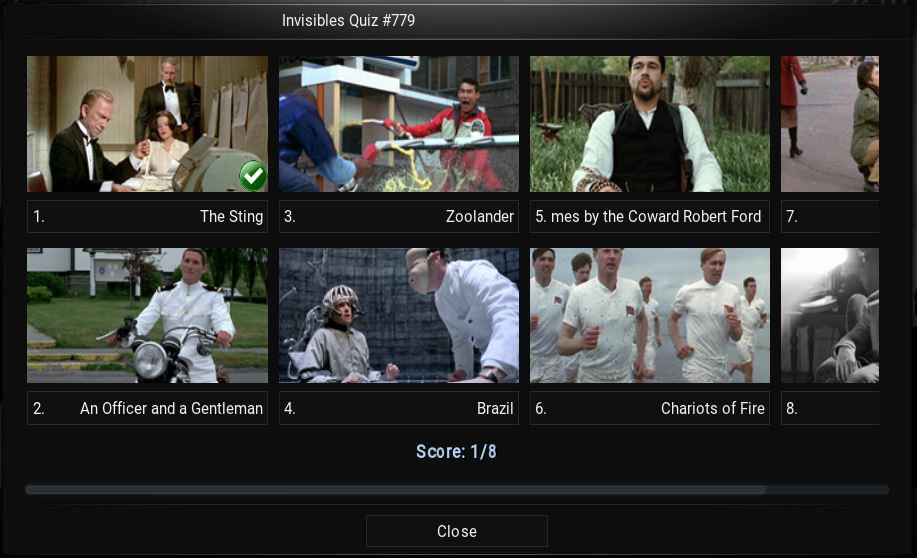 Invisibles Quiz #779
1. The Sting
3. Zoolander
5. mes by the Coward Robert Ford
7.
2. An Officer and a Gentleman
4. Brazil
6. Chariots of Fire
8.
Score: 1/8
Close